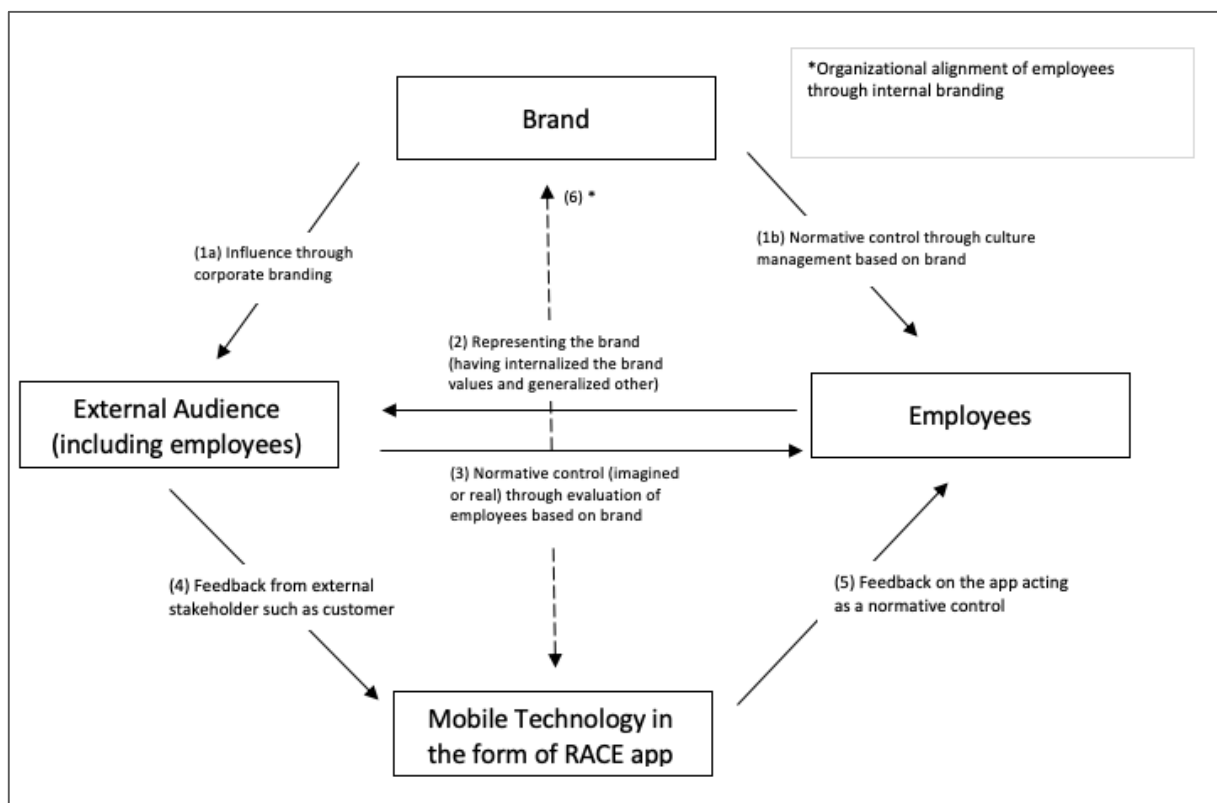 *Organizational alignment of employees
through internal branding
Brand
(6) *
(1a) Influence through
corporate branding
(1b) Normative control through culture
management based on brand
(2) Representing the brand
(having internalized the brand
values and generalized other)
External Audience
(including employees)
Employees
(3) Normative control (imagined
or real) through evaluation of
employees based on brand
(4) Feedback from external
stakeholder such as customer
(5) Feedback on the app acting
as a normative control
Mobile Technology in
the form of RACE app